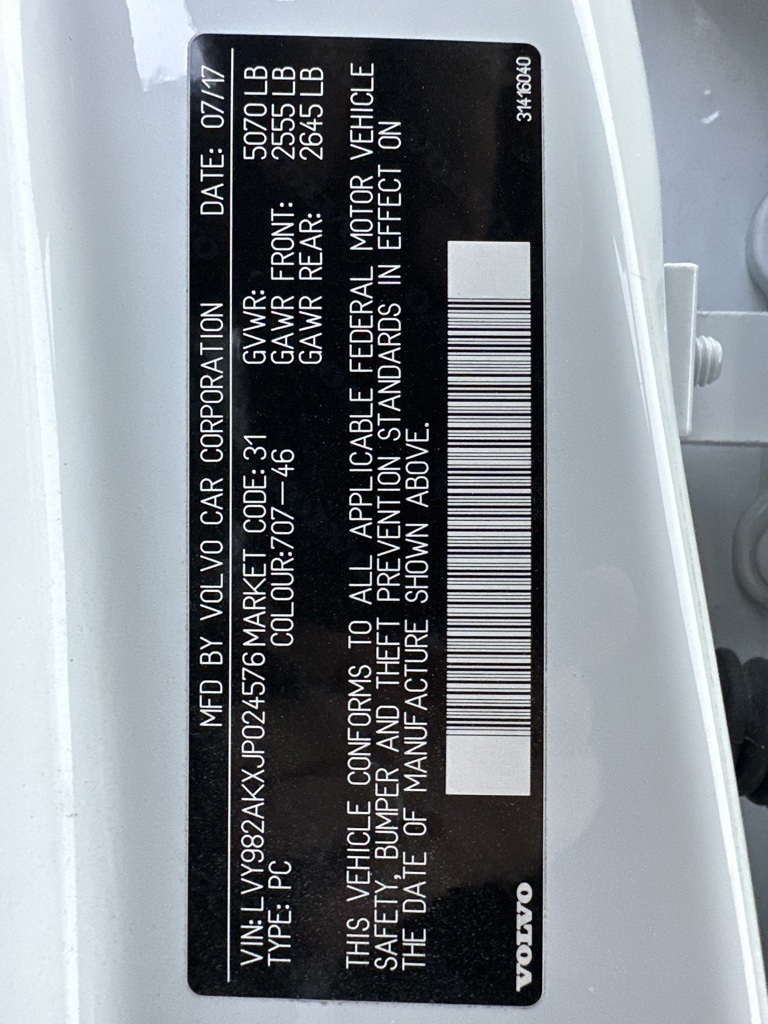 MFD BY VOLVO CAR CORPORATION DATE: 07/17
VIN: LVY982AKXJP024576 MARKET CODE: 31 GVWR: 5070 LB
TYPE: PC COLOUR:707-46 GAWR FRONT: 2555 LB
GAWR REAR: 2645 LB
THIS VEHICLE CONFORMS TO ALL APPLICABLE FEDERAL MOTOR VEHICLE
SAFETY, BUMPER AND THEFT PREVENTION STANDARDS IN EFFECT ON
THE DATE OF MANUFACTURE SHOWN ABOVE.
VOLVO 31416040